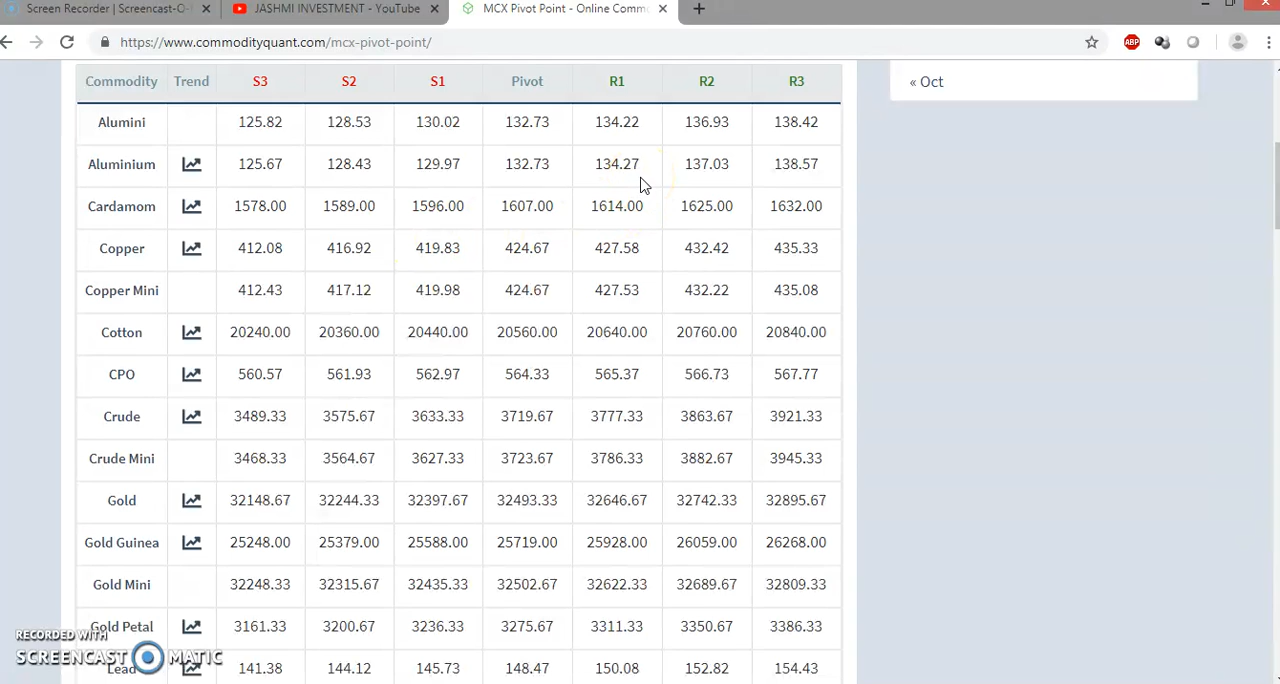 Screen Recorder | Screencast-O-
JASHMI INVESTMENT - YouTube
MCX Pivot Point - Online Commo
https://www.commodityquant.com/mcx-pivot-point/
ABP
Commodity Trend S3 S2 S1 Pivot R1 R2 R3
« Oct
Alumini 125.82 128.53 130.02 132.73 134.22 136.93 138.42
Aluminium 125.67 128.43 129.97 132.73 134.27 137.03 138.57
Cardamom 1578.00 1589.00 1596.00 1607.00 1614.00 1625.00 1632.00
Copper 412.08 416.92 419.83 424.67 427.58 432.42 435.33
Copper Mini 412.43 417.12 419.98 424.67 427.53 432.22 435.08
Cotton 20240.00 20360.00 20440.00 20560.00 20640.00 20760.00 20840.00
CPO 560.57 561.93 562.97 564.33 565.37 566.73 567.77
Crude 3489.33 3575.67 3633.33 3719.67 3777.33 3863.67 3921.33
Crude Mini 3468.33 3564.67 3627.33 3723.67 3786.33 3882.67 3945.33
Gold 32148.67 32244.33 32397.67 32493.33 32646.67 32742.33 32895.67
Gold Guinea 25248.00 25379.00 25588.00 25719.00 25928.00 26059.00 26268.00
Gold Mini 32248.33 32315.67 32435.33 32502.67 32622.33 32689.67 32809.33
Gold Petal 3161.33 3200.67 3236.33 3275.67 3311.33 3350.67 3386.33
Lead 141.38 144.12 145.73 148.47 150.08 152.82 154.43
RECORDED WITH
SCREENCAST MATIC